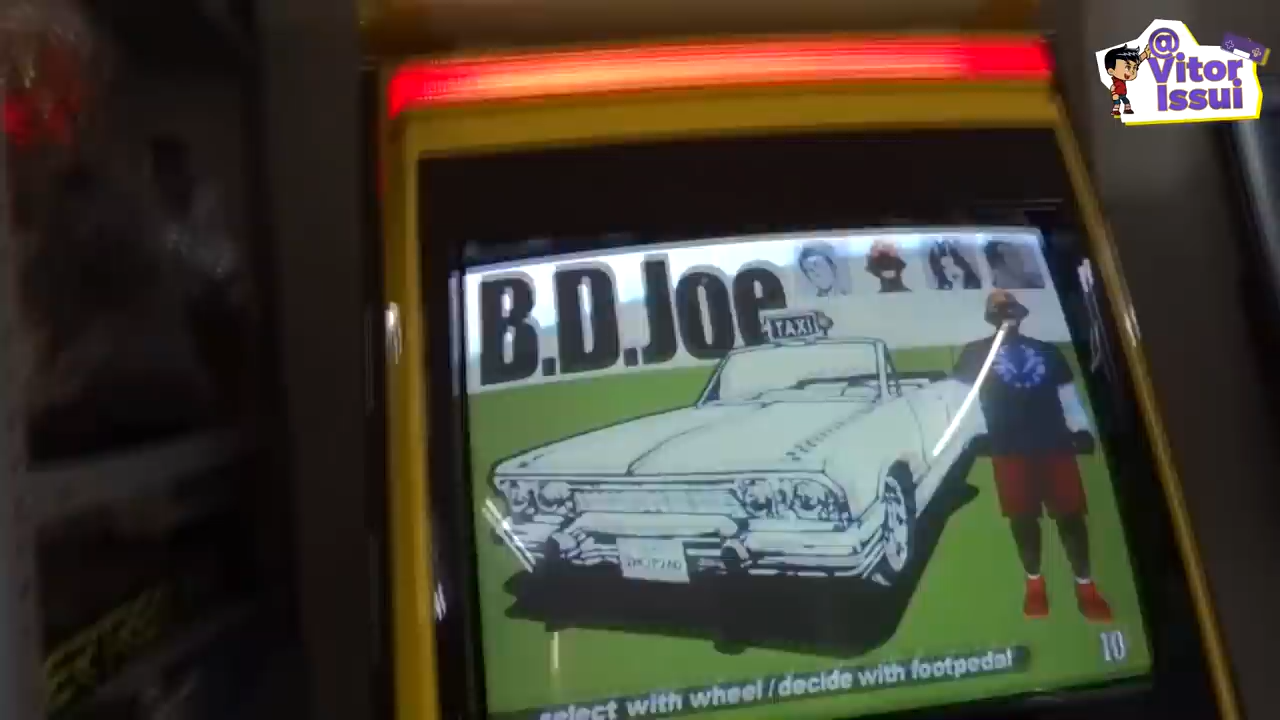 @
Vitor
Issui
B.D.Joe
TAXI
select with wheel / decide with footpedal
10